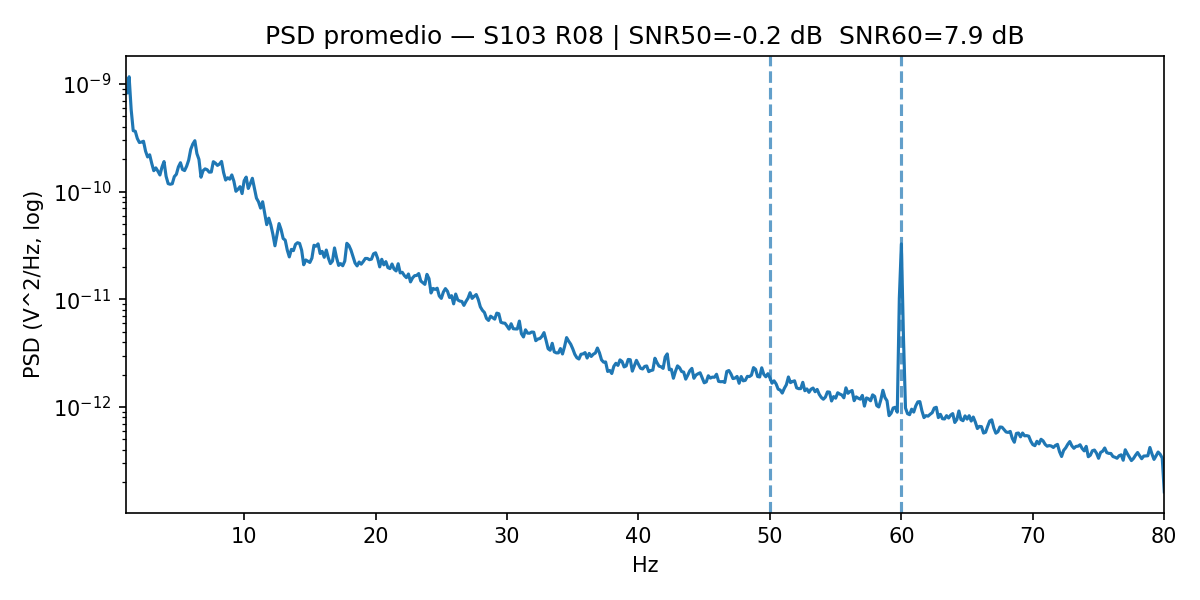 PSD promedio — S103 R08 | SNR50=-0.2 dB  SNR60=7.9 dB
PSD (V^2/Hz, log)
10⁻⁹
10⁻¹⁰
10⁻¹¹
10⁻¹²
10 20 30 40 50 60 70 80
Hz